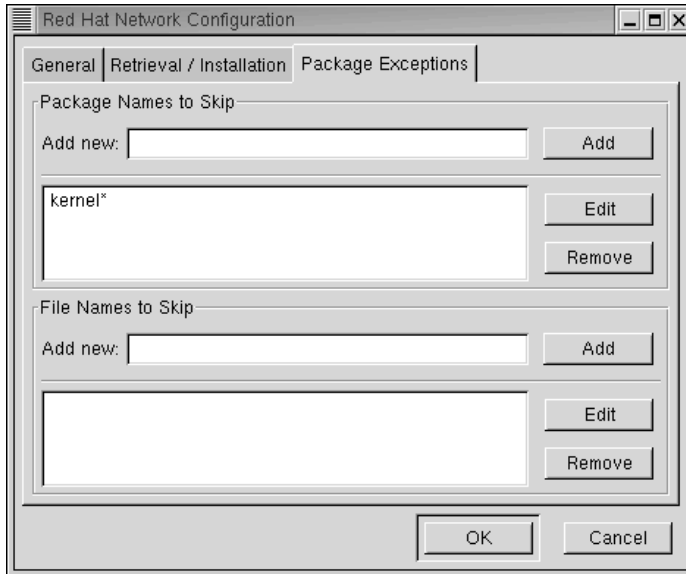 Red Hat Network Configuration
General Retrieval / Installation Package Exceptions
Package Names to Skip
Add new: Add
kernel* Edit
Remove
File Names to Skip
Add new: Add
Edit
Remove
OK Cancel